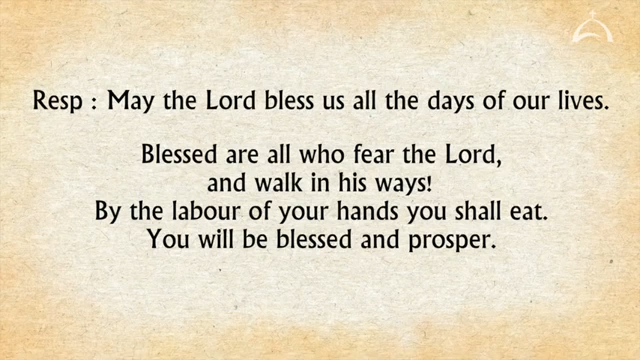 Resp : May the Lord bless us all the days of our lives.
Blessed are all who fear the Lord,
and walk in his ways!
By the labour of your hands you shall eat.
You will be blessed and prosper.